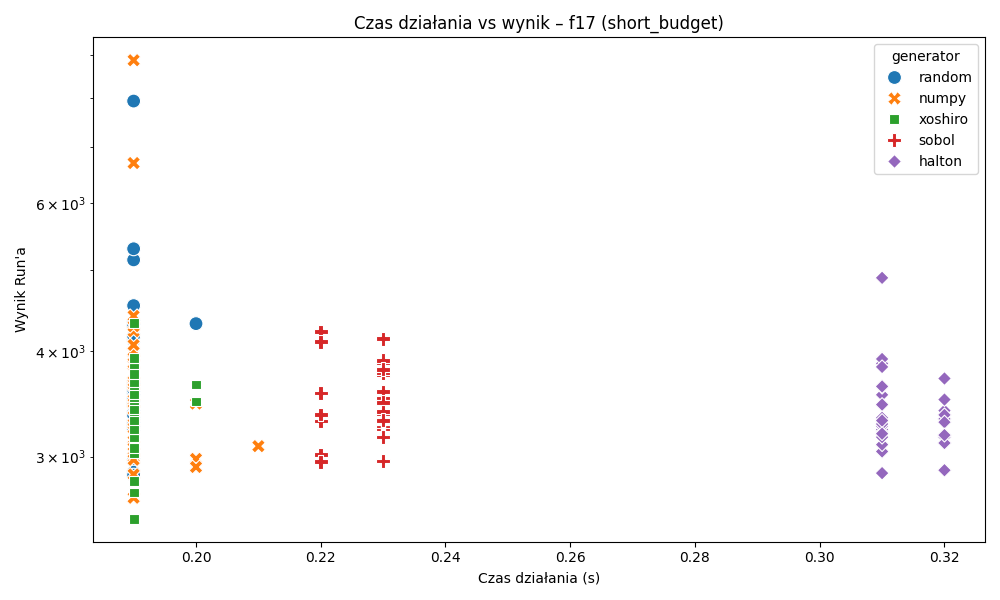 Czas działania vs wynik – f17 (short_budget)
generator
random
numpy
xoshiro
sobol
halton
Wynik Run'a
6 × 10³
4 × 10³
3 × 10³
0.20 0.22 0.24 0.26 0.28 0.30 0.32
Czas działania (s)